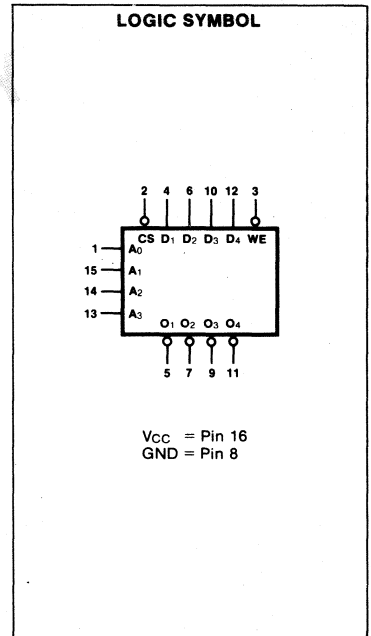 LOGIC SYMBOL
2 4 6 10 12 3
CS D1 D2 D3 D4 WE
1 A0
15 A1
14 A2
13 A3
O1 O2 O3 O4
5 7 9 11
VCC = Pin 16
GND = Pin 8